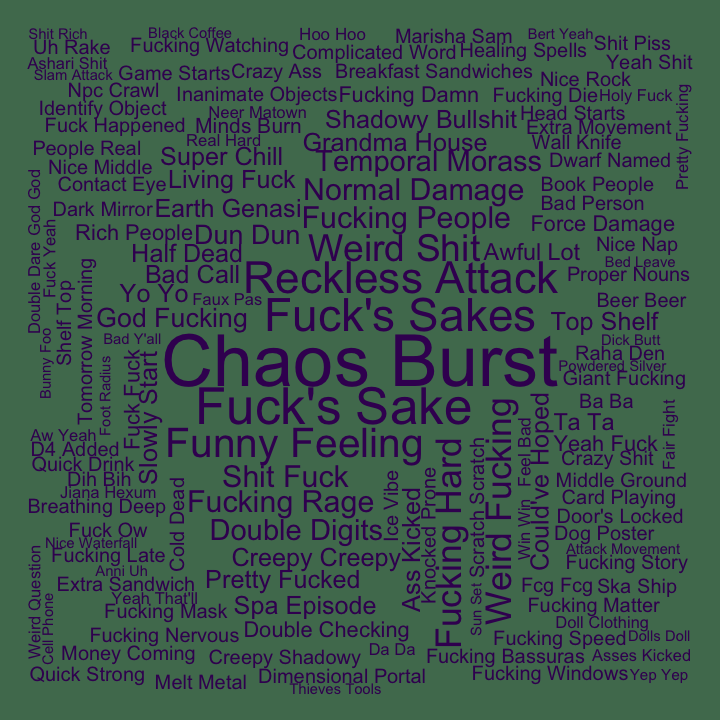 Shit Rich
Black Coffee
Hoo Hoo
Marisha Sam
Bert Yeah
Shit Piss
Uh Rake
Fucking Watching
Complicated Word
Healing Spells
Yeah Shit
Ashari Shit
Slam Attack
Game Starts
Crazy Ass
Breakfast Sandwiches
Nice Rock
Npc Crawl
Inanimate Objects
Fucking Damn
Fucking Die
Holy Fuck
Pretty Fucking
Identify Object
Neer Matown
Shadowy Bullshit
Head Starts
Fuck Happened
Minds Burn
Extra Movement
People Real
Real Hard
Grandma House
Wall Knife
Nice Middle
Super Chill
Temporal Morass
Dwarf Named
Contact Eye
Living Fuck
Normal Damage
Book People
Dark Mirror
Earth Genasi
Fucking People
Bad Person
Rich People
Dun Dun
Force Damage
Double Dare
God God
Fuck Yeah
Half Dead
Weird Shit
Awful Lot
Nice Nap
Bed Leave
Bad Call
Reckless Attack
Proper Nouns
Shelf Top
Tomorrow Morning
Yo Yo
Faux Pas
Beer Beer
God Fucking
Fuck's Sakes
Top Shelf
Bunny Foo
Bad Y'all
Dick Butt
Raha Den
Chaos Burst
Powdered Silver
Giant Fucking
Foot Radius
Fuck Fuck
Slowly Start
Fuck's Sake
Ba Ba
Ta Ta
Fair Fight
Aw Yeah
Funny Feeling
Fucking Hard
Weird Fucking
Feel Bad
Could've Hoped
Yeah Fuck
D4 Added
Crazy Shit
Quick Drink
Dih Bih
Shit Fuck
Scratch Scratch
Middle Ground
Jiana Hexum
Card Playing
Breathing Deep
Cold Dead
Fucking Rage
Ice Vibe
Ass Kicked
Knocked Prone
Win Win
Door's Locked
Fuck Ow
Double Digits
Dog Poster
Nice Waterfall
Attack Movement
Fucking Late
Creepy Creepy
Fucking Story
Anni Uh
Weird Question
Extra Sandwich
Pretty Fucked
Sun Set
Fcg Fcg
Ska Ship
Yeah That'll
Cell Phone
Fucking Mask
Spa Episode
Fucking Matter
Doll Clothing
Fucking Nervous
Double Checking
Fucking Speed
Dolls Doll
Money Coming
Creepy Shadowy
Da Da
Fucking Bassuras
Asses Kicked
Quick Strong
Melt Metal
Dimensional Portal
Fucking Windows
Yep Yep
Thieves Tools